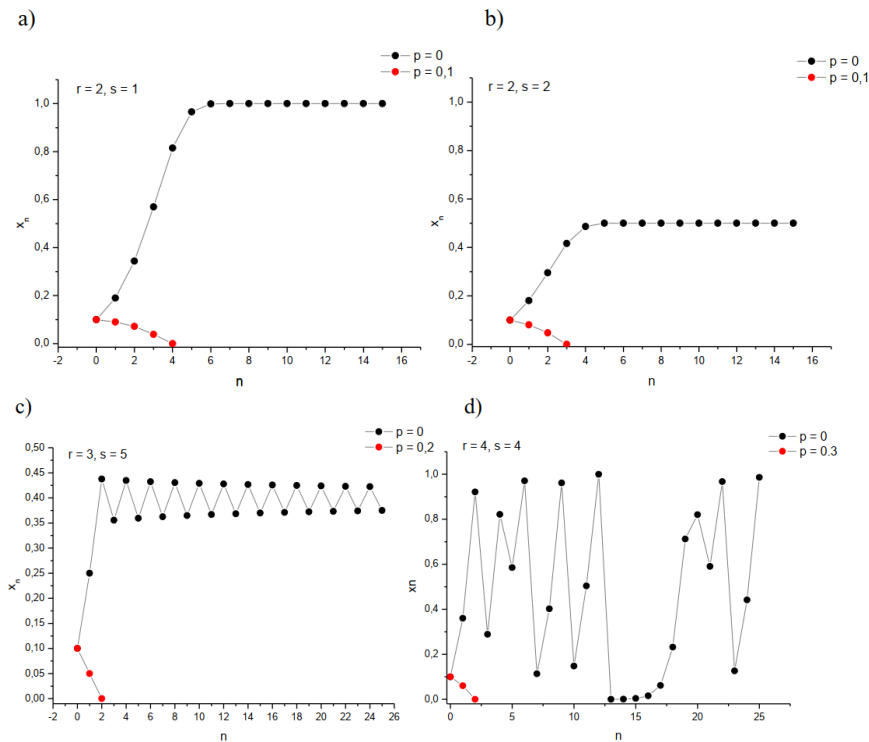 a)
p = 0
p = 0,1
r = 2, s = 1
1,0
0,8
0,6
0,4
0,2
0,0
x_n
-2 0 2 4 6 8 10 12 14 16
n
b)
p = 0
p = 0,1
r = 2, s = 2
1,0
0,8
0,6
0,4
0,2
0,0
x_n
-2 0 2 4 6 8 10 12 14 16
n
c)
p = 0
p = 0,2
r = 3, s = 5
0,50
0,45
0,40
0,35
0,30
0,25
0,20
0,15
0,10
0,05
0,00
x_n
-2 0 2 4 6 8 10 12 14 16 18 20 22 24 26
n
d)
p = 0
p = 0.3
r = 4, s = 4
1,0
0,8
0,6
0,4
0,2
0,0
xn
0 5 10 15 20 25
n